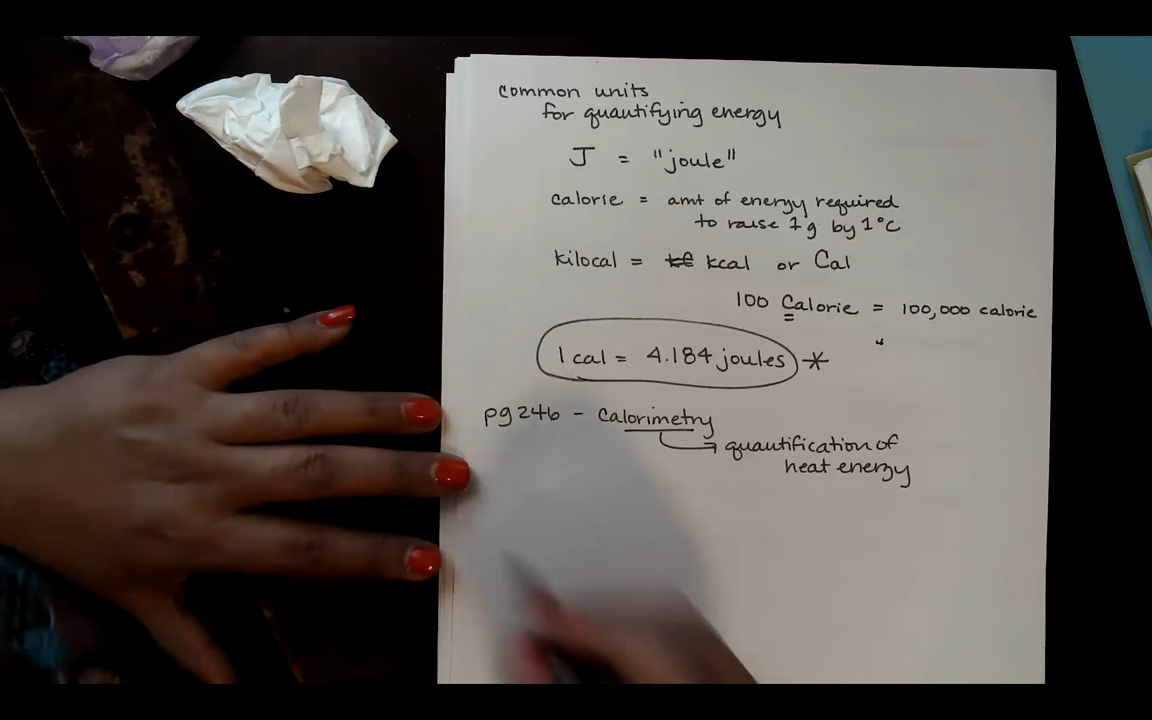 common units
for quantifying energy
J = "joule"
calorie = amt of energy required
to raise 1g by 1°C
kilocal = kcal or Cal
100 Calorie = 100,000 calorie
1 cal = 4.184 joules *
pg 246 - Calorimetry
quantification of
heat energy